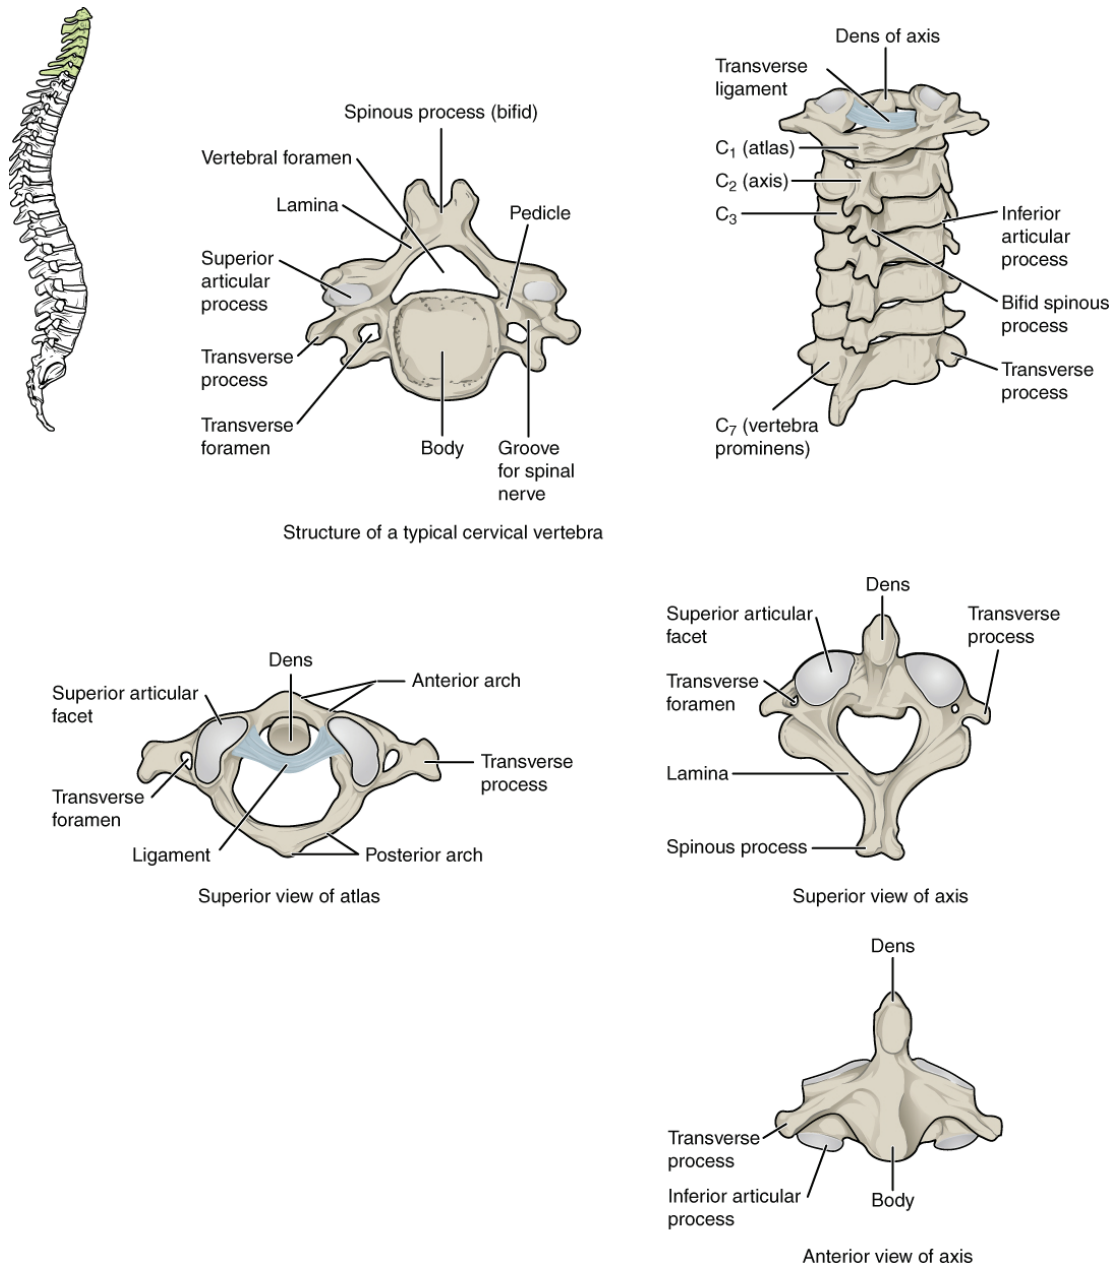 Spinous process (bifid)
Vertebral foramen
Lamina
Pedicle
Superior
articular
process
Transverse
process
Transverse
foramen
Body
Groove
for spinal
nerve
Structure of a typical cervical vertebra
Dens of axis
Transverse
ligament
C₁ (atlas)
C₂ (axis)
C₃
Inferior
articular
process
Bifid spinous
process
Transverse
process
C₇ (vertebra
prominens)
Dens
Anterior arch
Superior articular
facet
Transverse
process
Transverse
foramen
Ligament
Posterior arch
Superior view of atlas
Dens
Superior articular
facet
Transverse
process
Transverse
foramen
Lamina
Spinous process
Superior view of axis
Dens
Transverse
process
Inferior articular
process
Body
Anterior view of axis